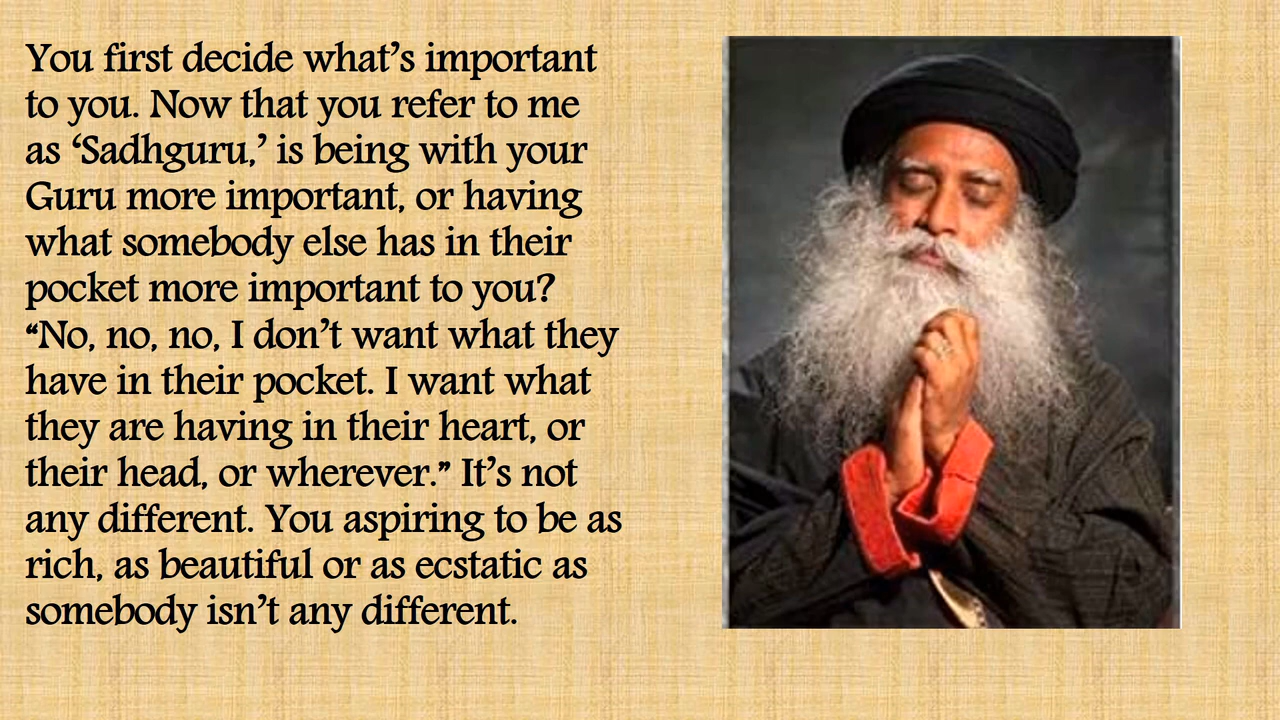 You first decide what’s important
to you. Now that you refer to me
as ‘Sadhguru,’ is being with your
Guru more important, or having
what somebody else has in their
pocket more important to you?
“No, no, no, I don’t want what they
have in their pocket. I want what
they are having in their heart, or
their head, or wherever.” It’s not
any different. You aspiring to be as
rich, as beautiful or as ecstatic as
somebody isn’t any different.